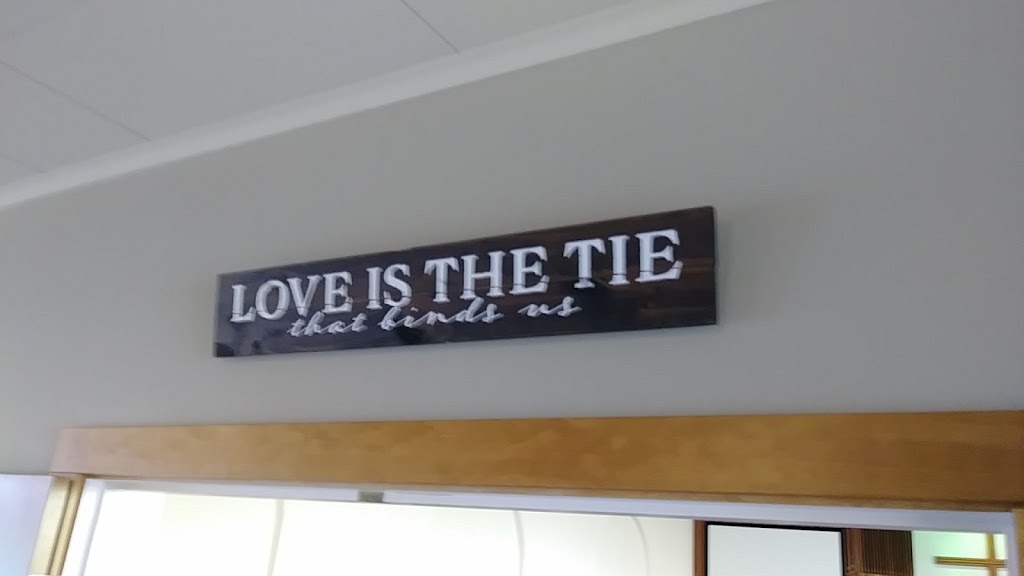 LOVE IS THE TIE
that binds us